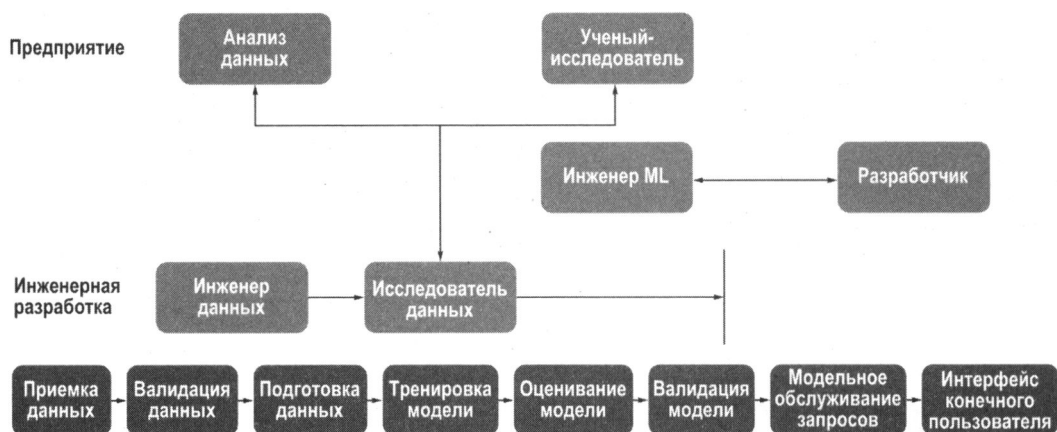 Предприятие
Анализ
данных
Ученый-
исследователь
Инженер ML
Разработчик
Инженерная
разработка
Инженер
данных
Исследователь
данных
Приемка
данных
Валидация
данных
Подготовка
данных
Тренировка
модели
Оценивание
модели
Валидация
модели
Модельное
обслуживание
запросов
Интерфейс
конечного
пользователя